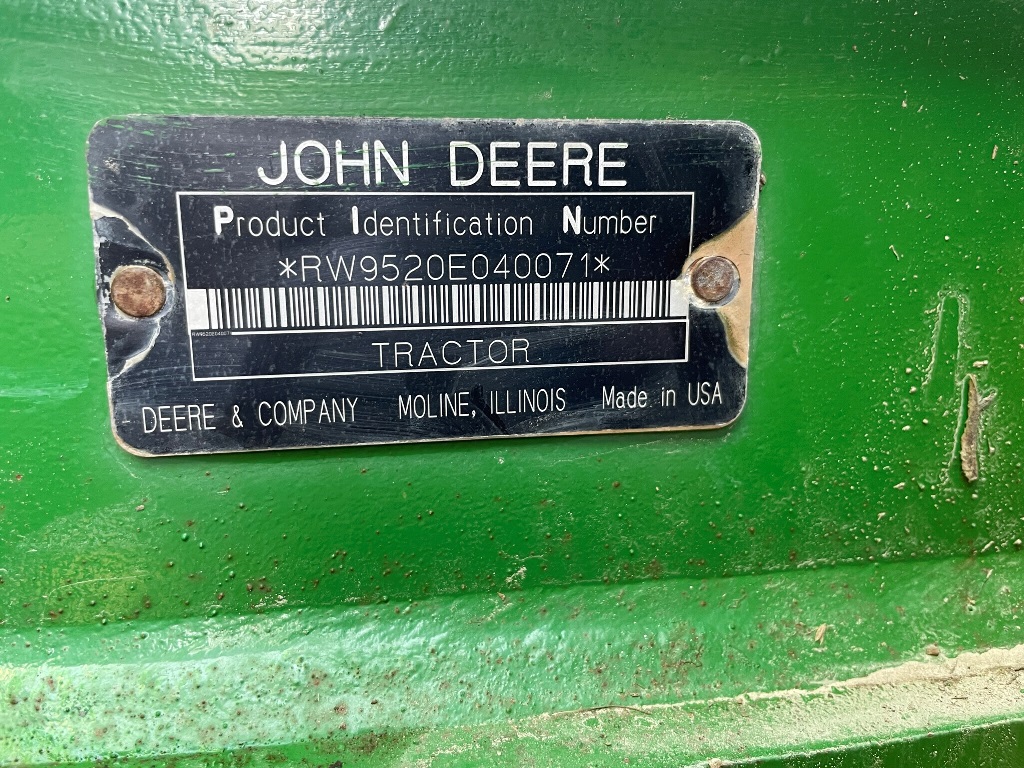 JOHN DEERE
Product Identification Number
*RW9520E040071*
TRACTOR
DEERE & COMPANY MOLINE, ILLINOIS Made in USA